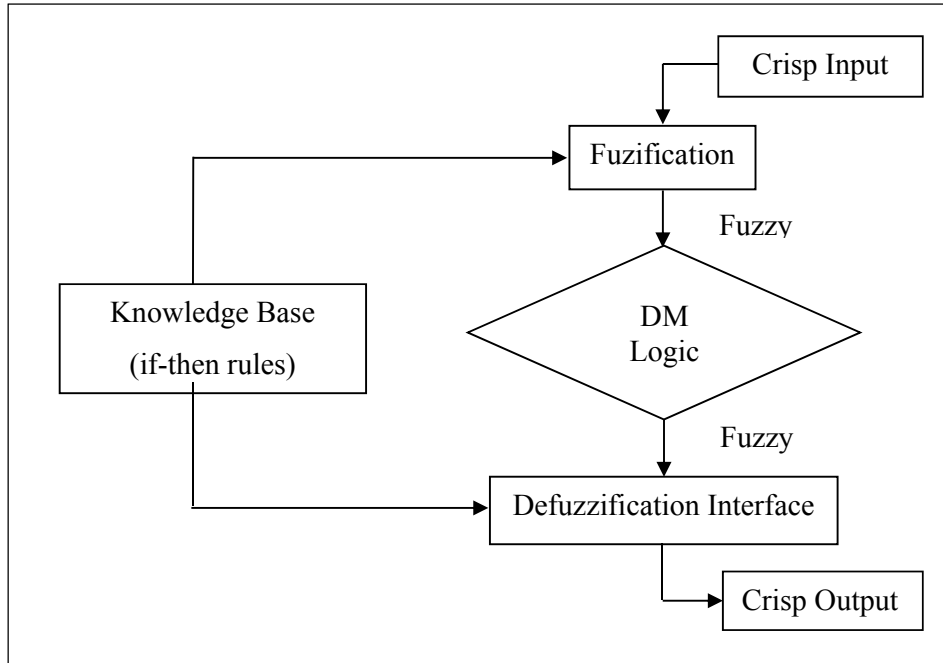 Crisp Input
Fuzification
Fuzzy
Knowledge Base
(if-then rules)
DM
Logic
Fuzzy
Defuzzification Interface
Crisp Output